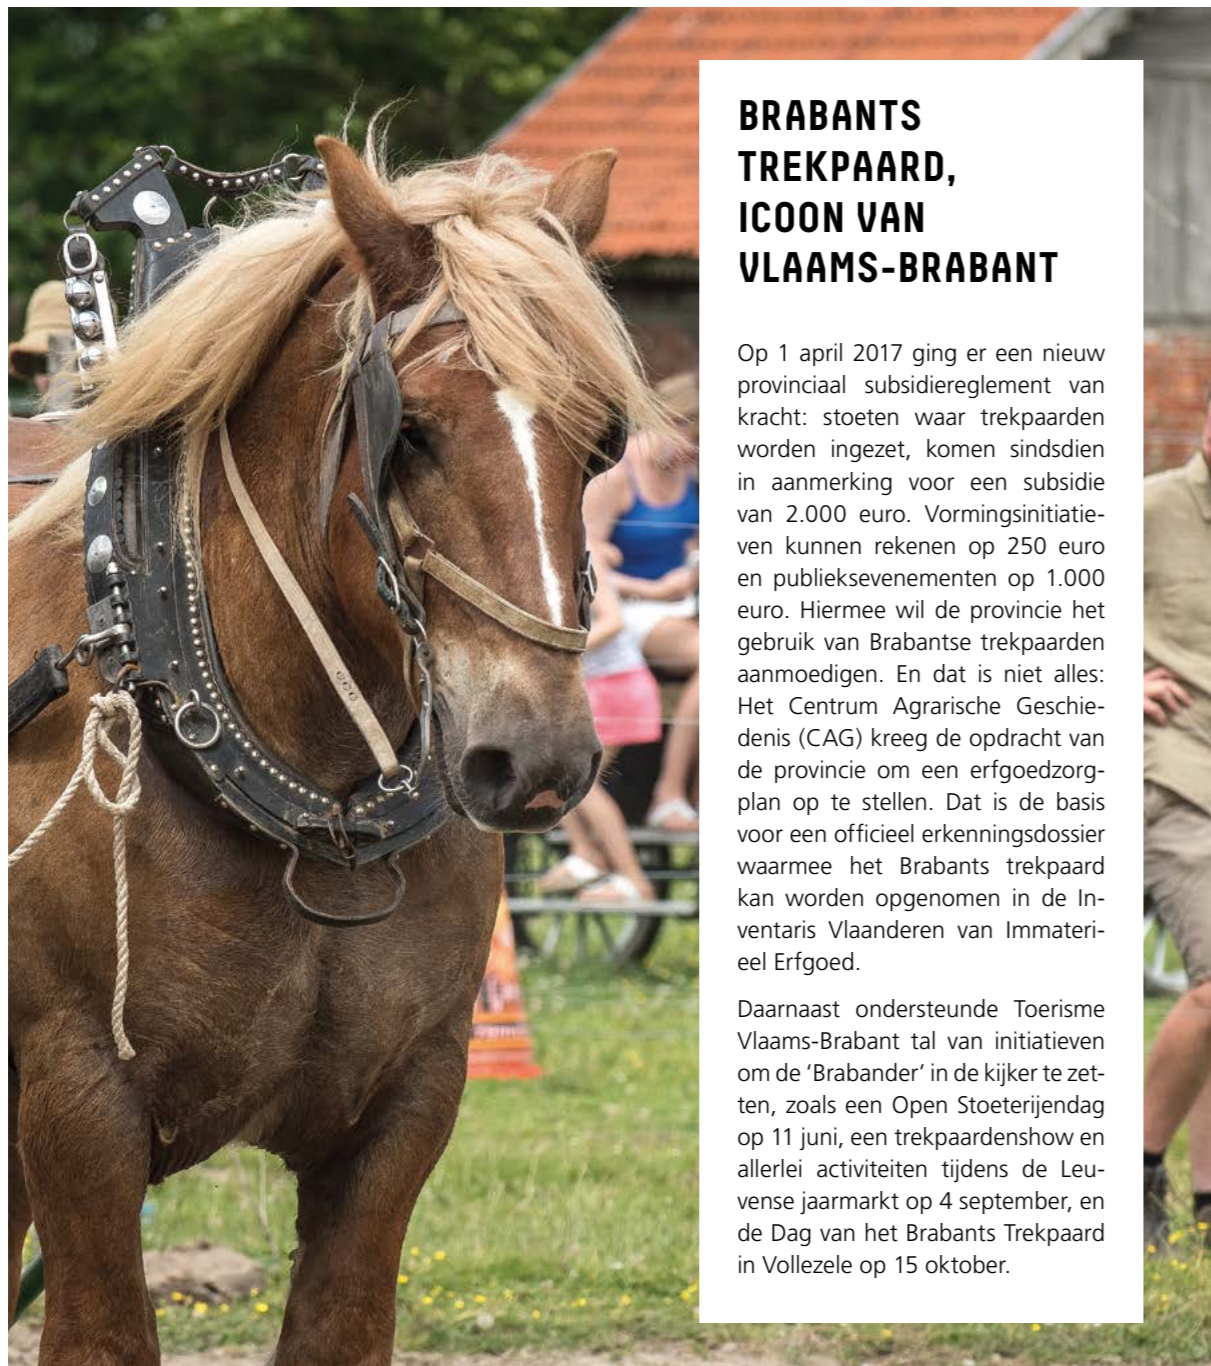 BRABANTS
TREKPAARD,
ICOON VAN
VLAAMS-BRABANT
Op 1 april 2017 ging er een nieuw
provinciaal subsidiereglement van
kracht: stoeten waar trekpaarden
worden ingezet, komen sindsdien
in aanmerking voor een subsidie
van 2.000 euro. Vormingsinitiatie-
ven kunnen rekenen op 250 euro
en publieksevenementen op 1.000
euro. Hiermee wil de provincie het
gebruik van Brabantse trekpaarden
aanmoedigen. En dat is niet alles:
Het Centrum Agrarische Geschie-
denis (CAG) kreeg de opdracht van
de provincie om een erfgoedzorg-
plan op te stellen. Dat is de basis
voor een officieel erkenningsdossier
waarmee het Brabants trekpaard
kan worden opgenomen in de In-
ventaris Vlaanderen van Immateri-
eel Erfgoed.
Daarnaast ondersteunde Toerisme
Vlaams-Brabant tal van initiatieven
om de ‘Brabander’ in de kijker te zet-
ten, zoals een Open Stoeterijendag
op 11 juni, een trekpaardenshow en
allerlei activiteiten tijdens de Leu-
vense jaarmarkt op 4 september, en
de Dag van het Brabants Trekpaard
in Vollezele op 15 oktober.